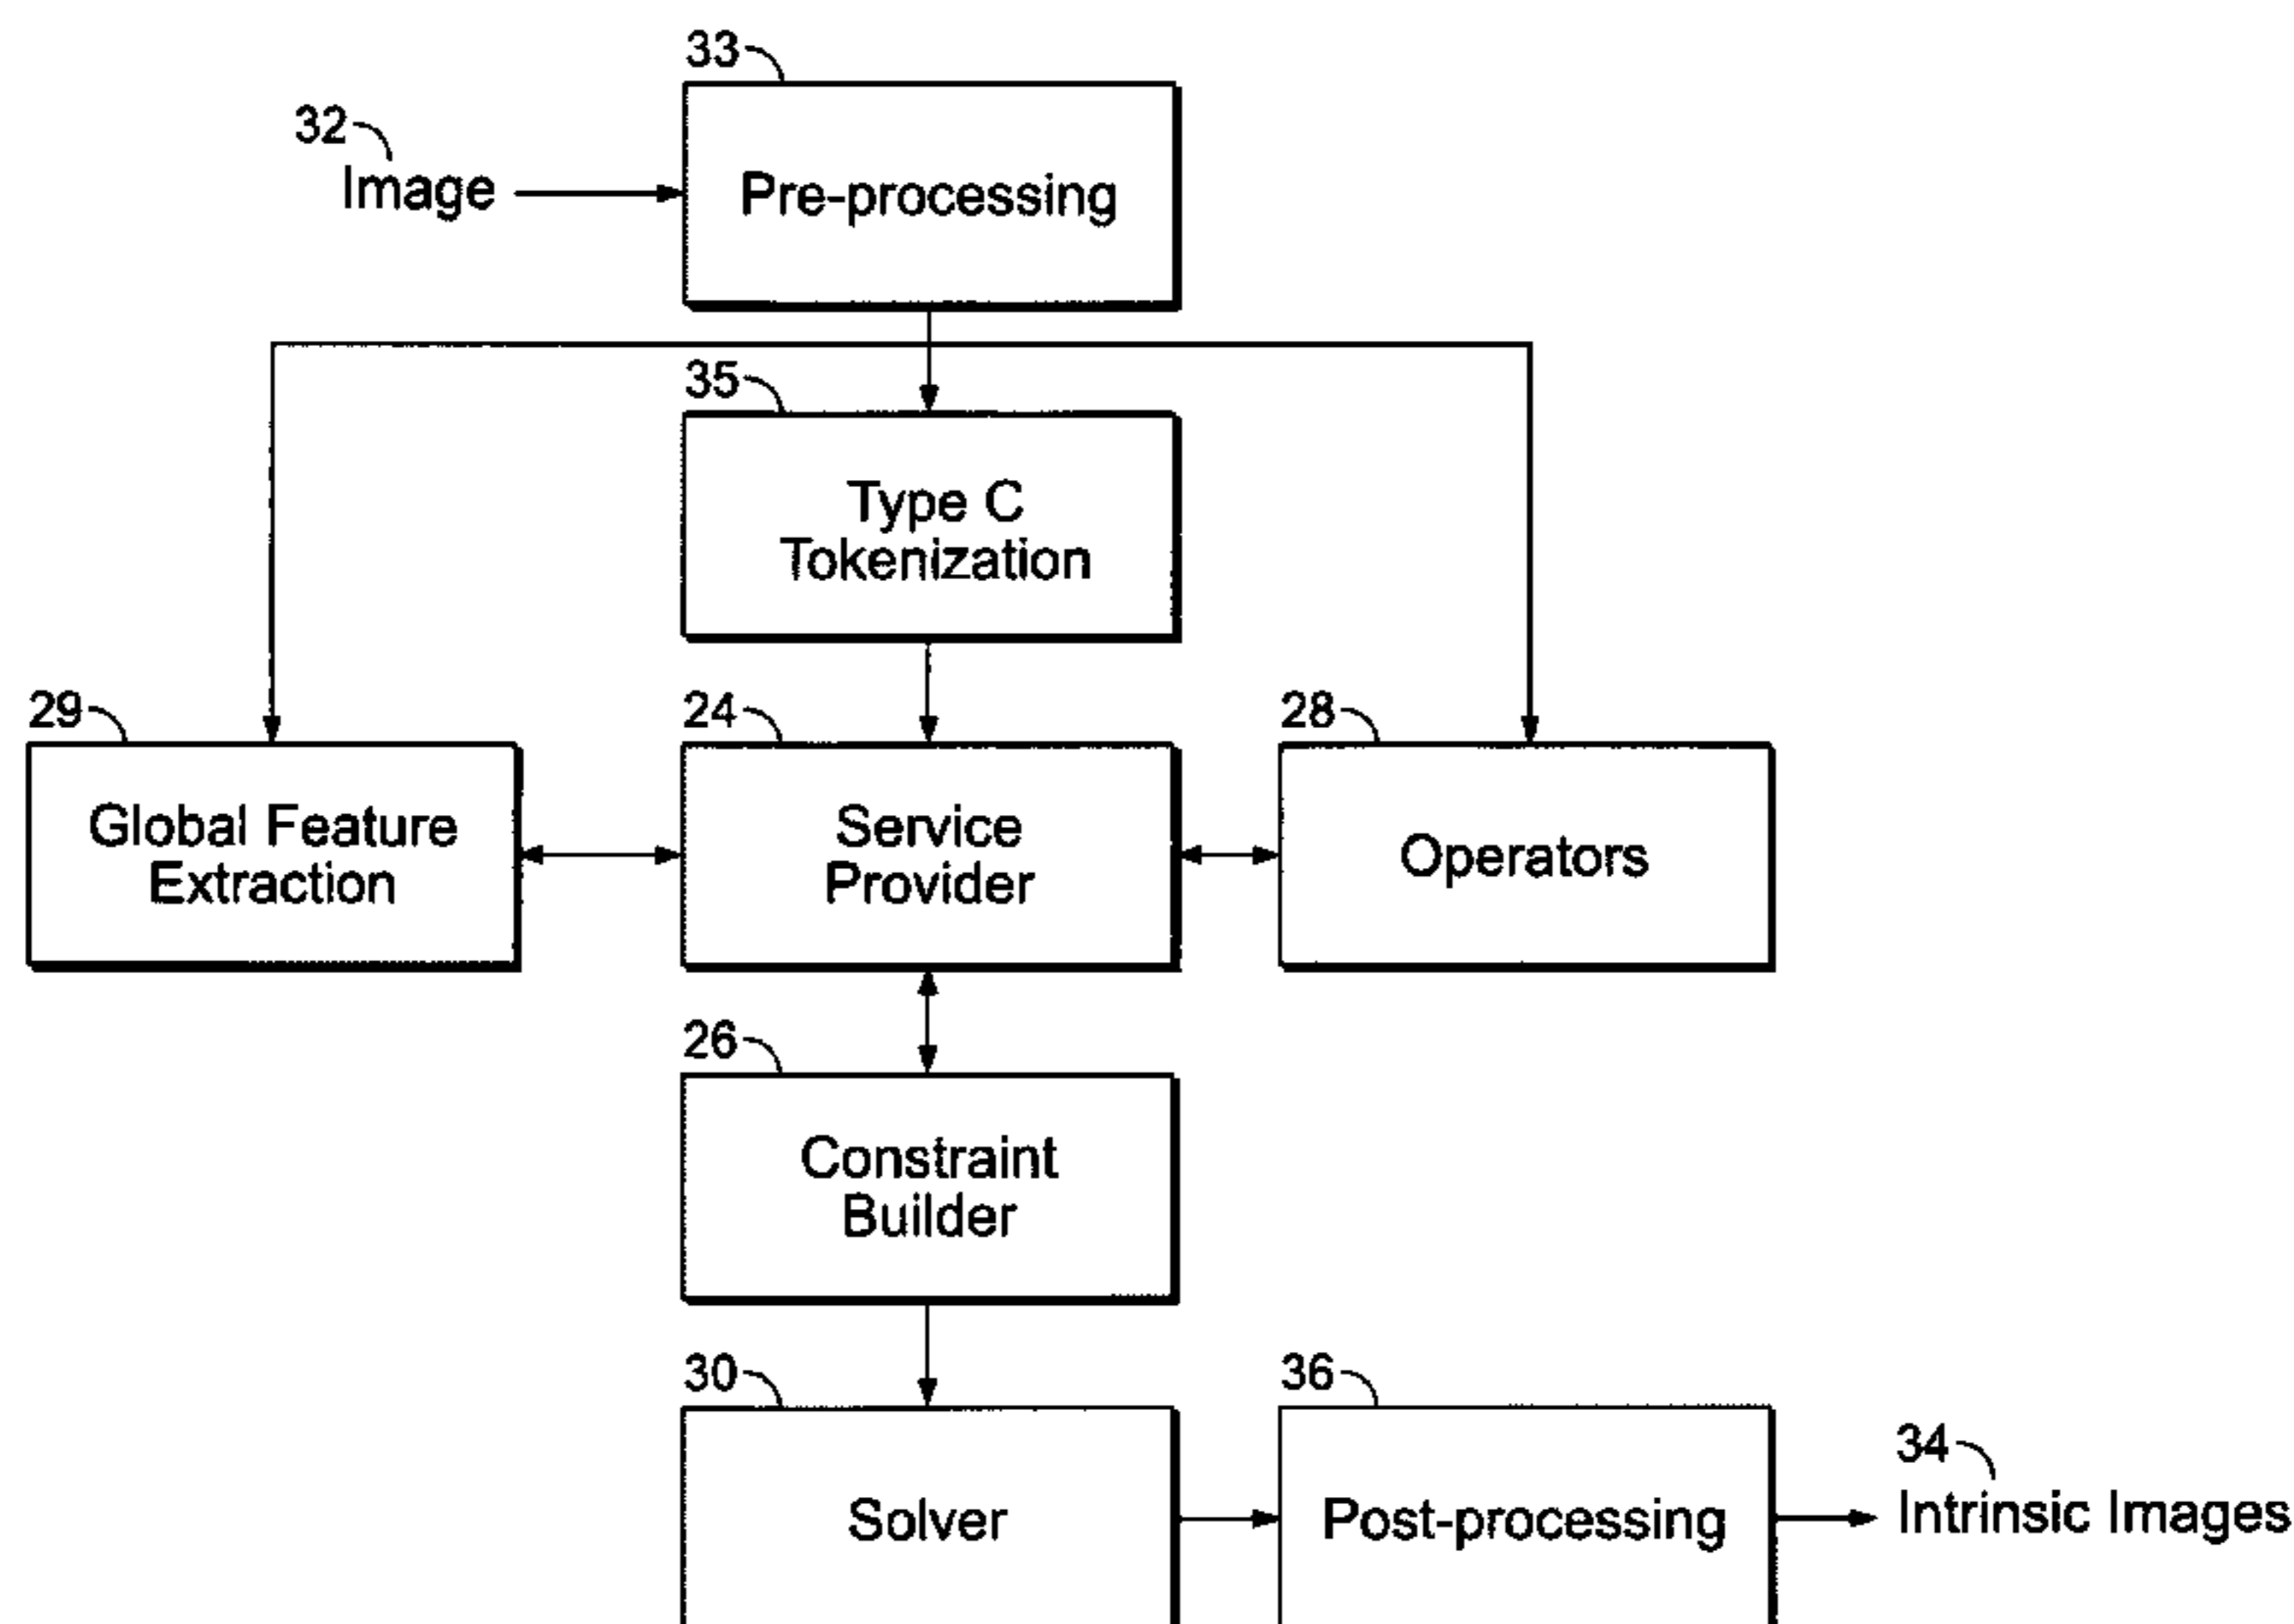 33
32
Image
Pre-processing
35
Type C
Tokenization
29
24
28
Global Feature
Extraction
Service
Provider
Operators
26
Constraint
Builder
30
36
34
Solver
Post-processing
Intrinsic Images